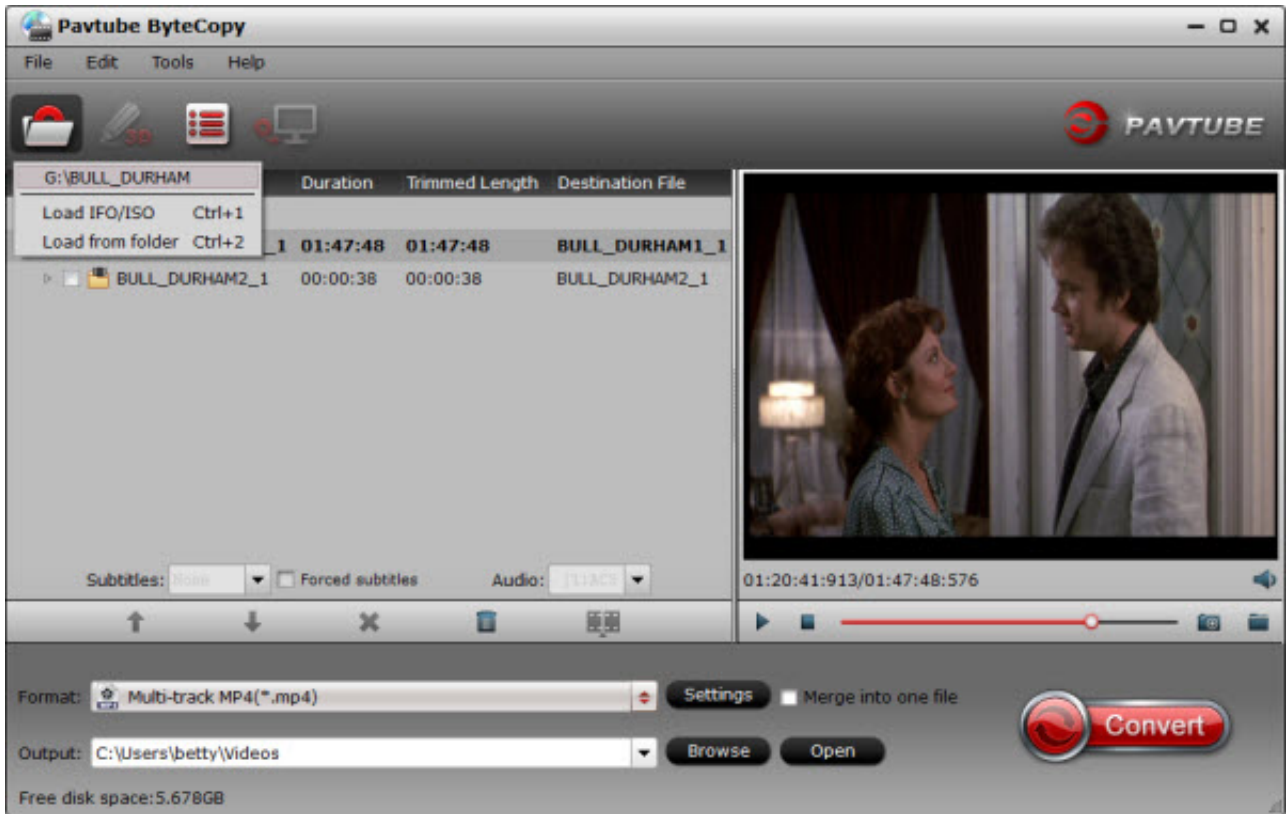 Pavtube ByteCopy
File Edit Tools Help
3D
PAVTUBE
G:\BULL_DURHAM
Load IFO/ISO Ctrl+1
Load from folder Ctrl+2
Duration Trimmed Length Destination File
_1 01:47:48 01:47:48 BULL_DURHAM1_1
BULL_DURHAM2_1 00:00:38 00:00:38 BULL_DURHAM2_1
Subtitles: None Forced subtitles Audio:
01:20:41:913/01:47:48:576
Format: Multi-track MP4(*.mp4) Settings Merge into one file
Convert
Output: C:\Users\betty\Videos Browse Open
Free disk space:5.678GB